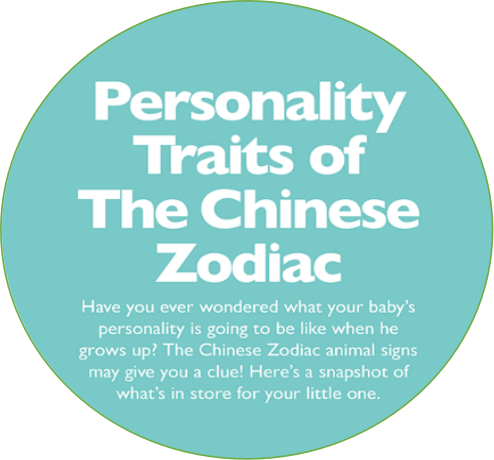 Personality
Traits of
The Chinese
Zodiac
Have you ever wondered what your baby's
personality is going to be like when he
grows up? The Chinese Zodiac animal signs
may give you a clue! Here's a snapshot of
what's in store for your little one.